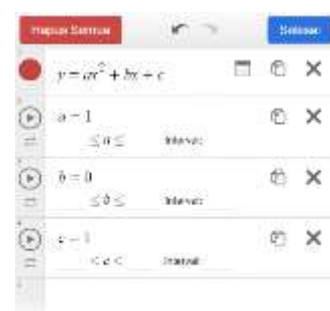 Hapus Semua
Selesai
y = ax² + bx + c
a = 1
≤ a ≤ Interval:
b = 0
≤ b ≤ Interval:
c = 1
≤ c ≤ Interval: